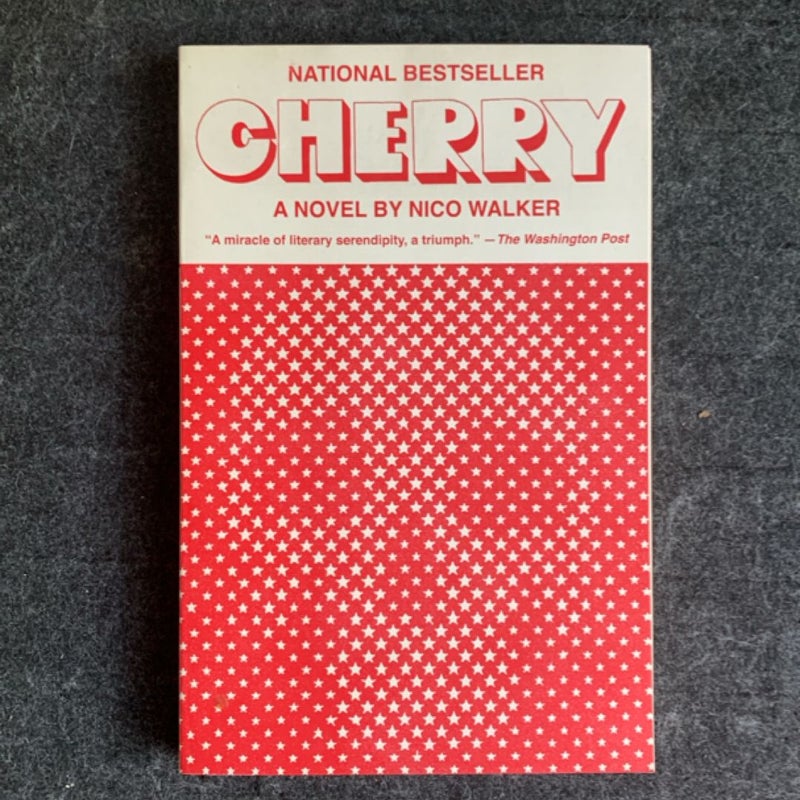 NATIONAL BESTSELLER
CHERRY
A NOVEL BY NICO WALKER
“A miracle of literary serendipity, a triumph.” —The Washington Post